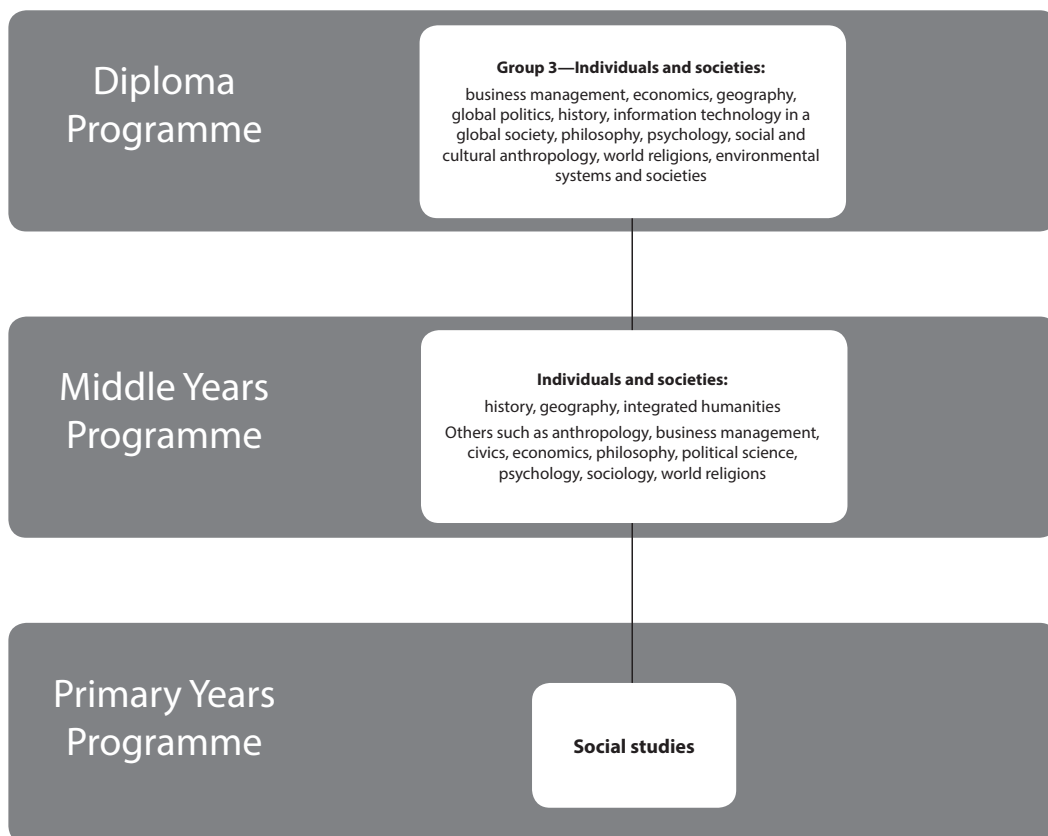 Diploma
Programme
Group 3—Individuals and societies:
business management, economics, geography,
global politics, history, information technology in a
global society, philosophy, psychology, social and
cultural anthropology, world religions, environmental
systems and societies
Middle Years
Programme
Individuals and societies:
history, geography, integrated humanities
Others such as anthropology, business management,
civics, economics, philosophy, political science,
psychology, sociology, world religions
Primary Years
Programme
Social studies